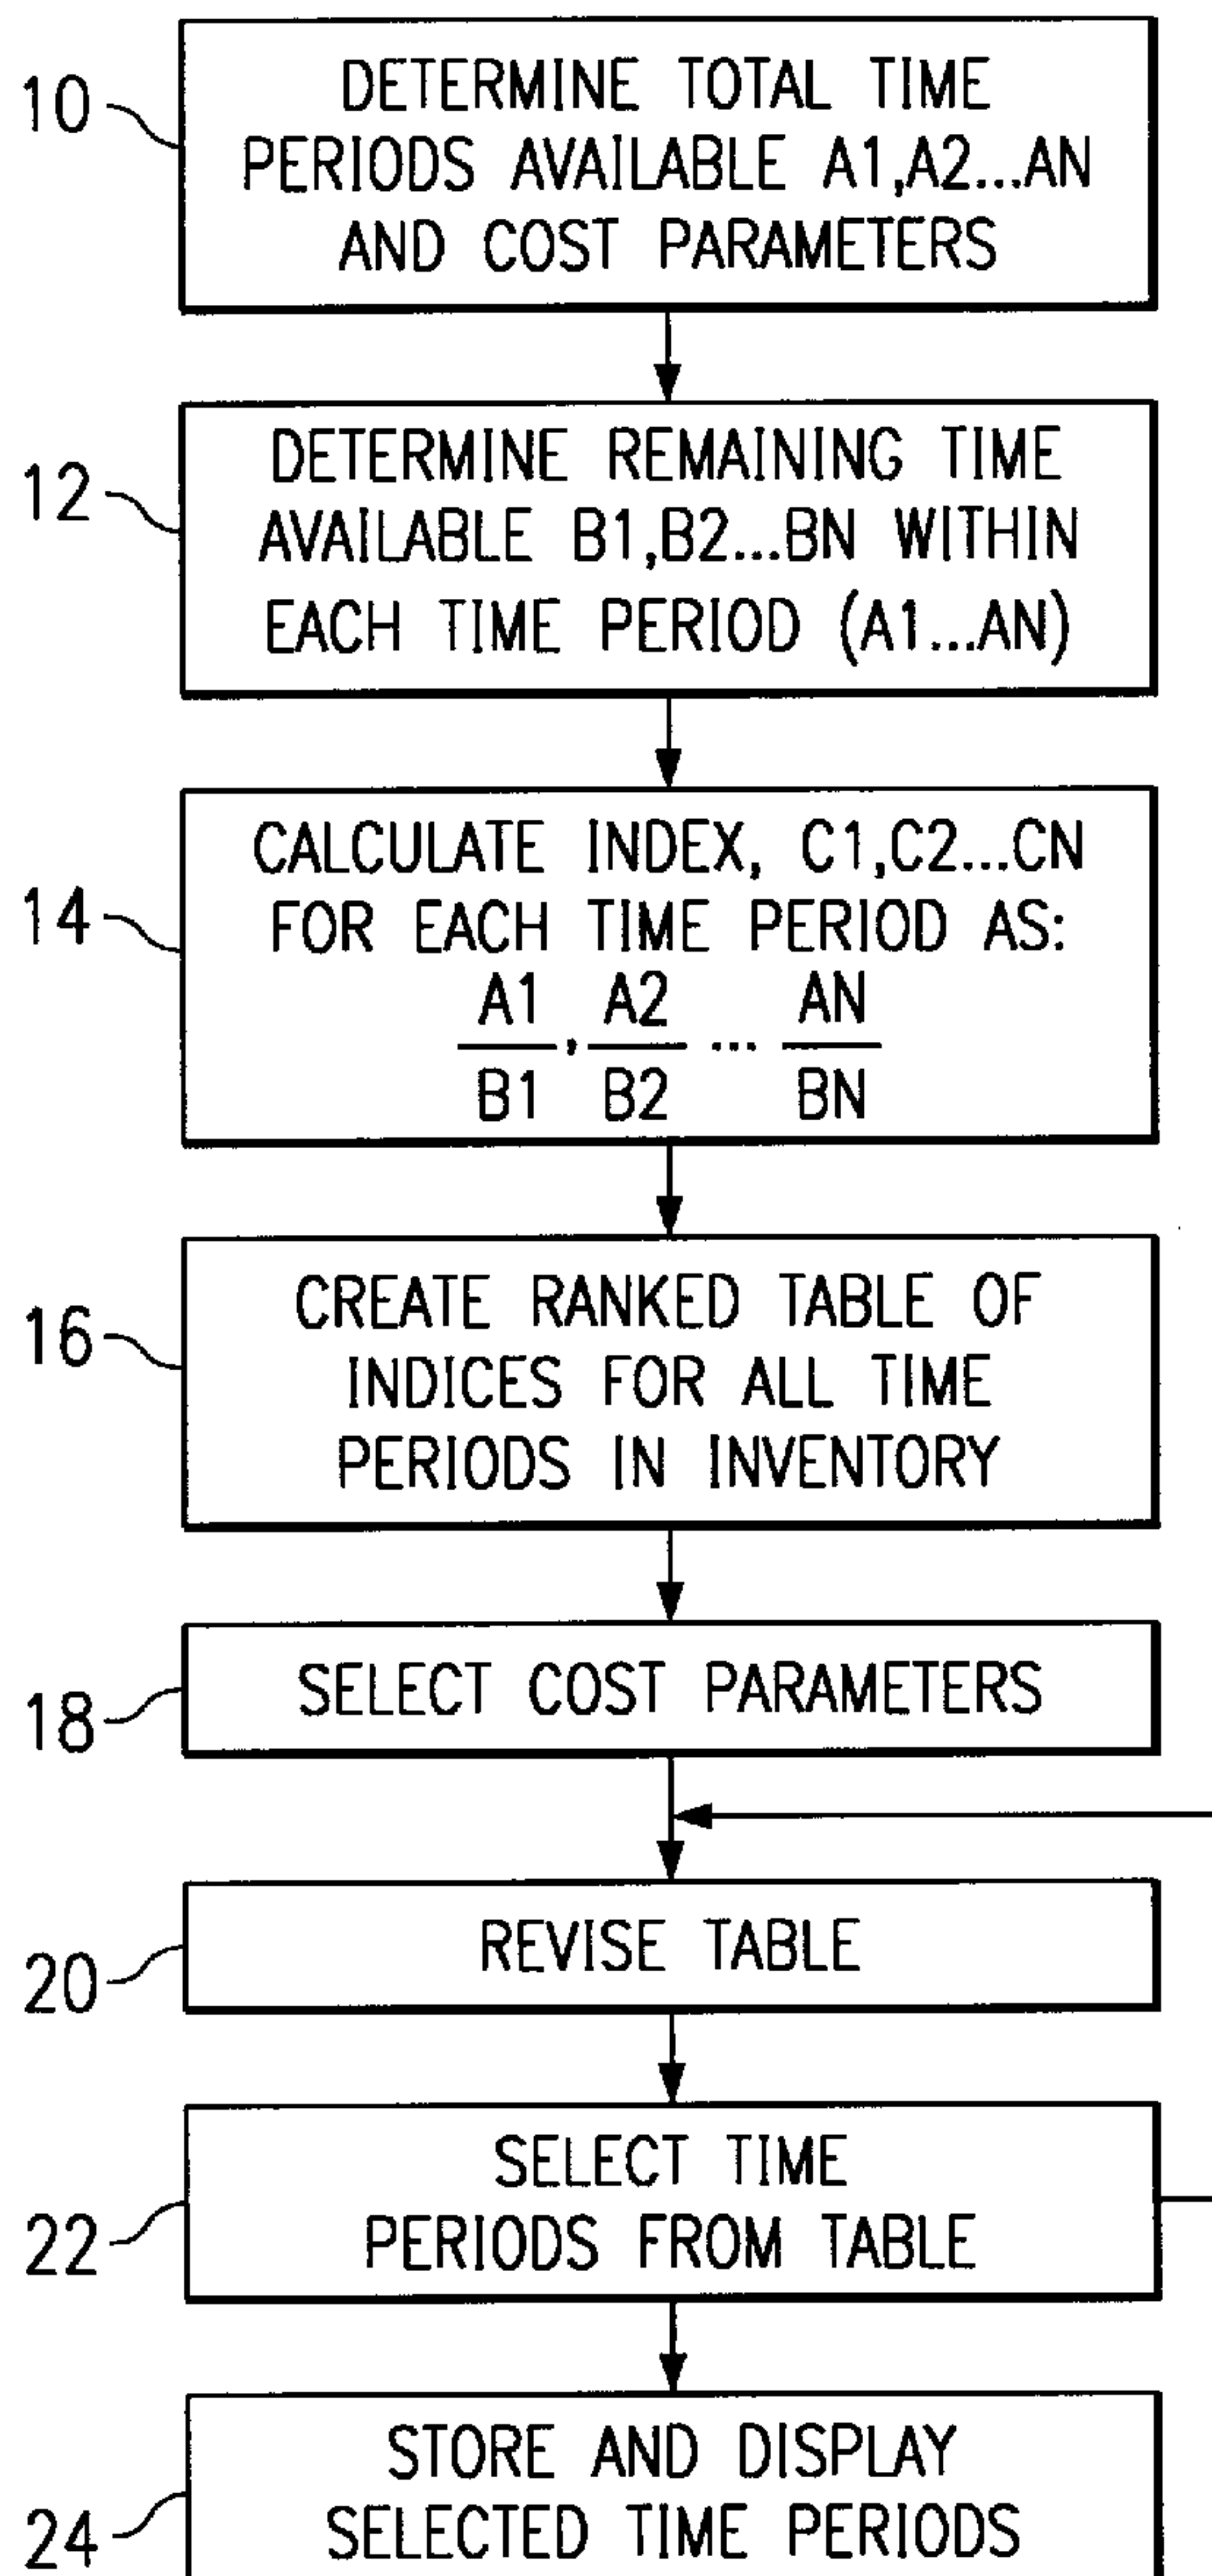 10
DETERMINE TOTAL TIME
PERIODS AVAILABLE A1,A2...AN
AND COST PARAMETERS
12
DETERMINE REMAINING TIME
AVAILABLE B1,B2...BN WITHIN
EACH TIME PERIOD (A1...AN)
14
CALCULATE INDEX, C1,C2...CN
FOR EACH TIME PERIOD AS:
A1 A2 AN
, ...
B1 B2 BN
16
CREATE RANKED TABLE OF
INDICES FOR ALL TIME
PERIODS IN INVENTORY
18
SELECT COST PARAMETERS
20
REVISE TABLE
22
SELECT TIME
PERIODS FROM TABLE
24
STORE AND DISPLAY
SELECTED TIME PERIODS